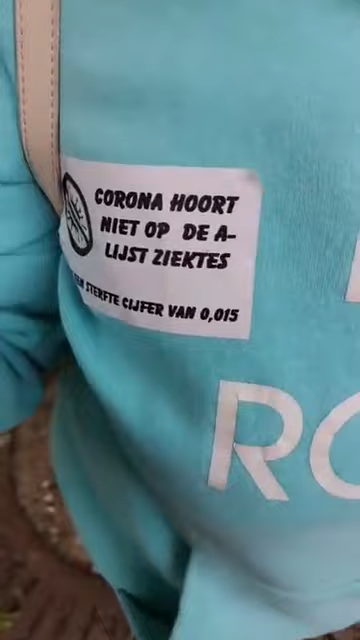 CORONA HOORT
NIET OP DE A-
LIJST ZIEKTES
STERFTE CIJFER VAN 0,015
RO